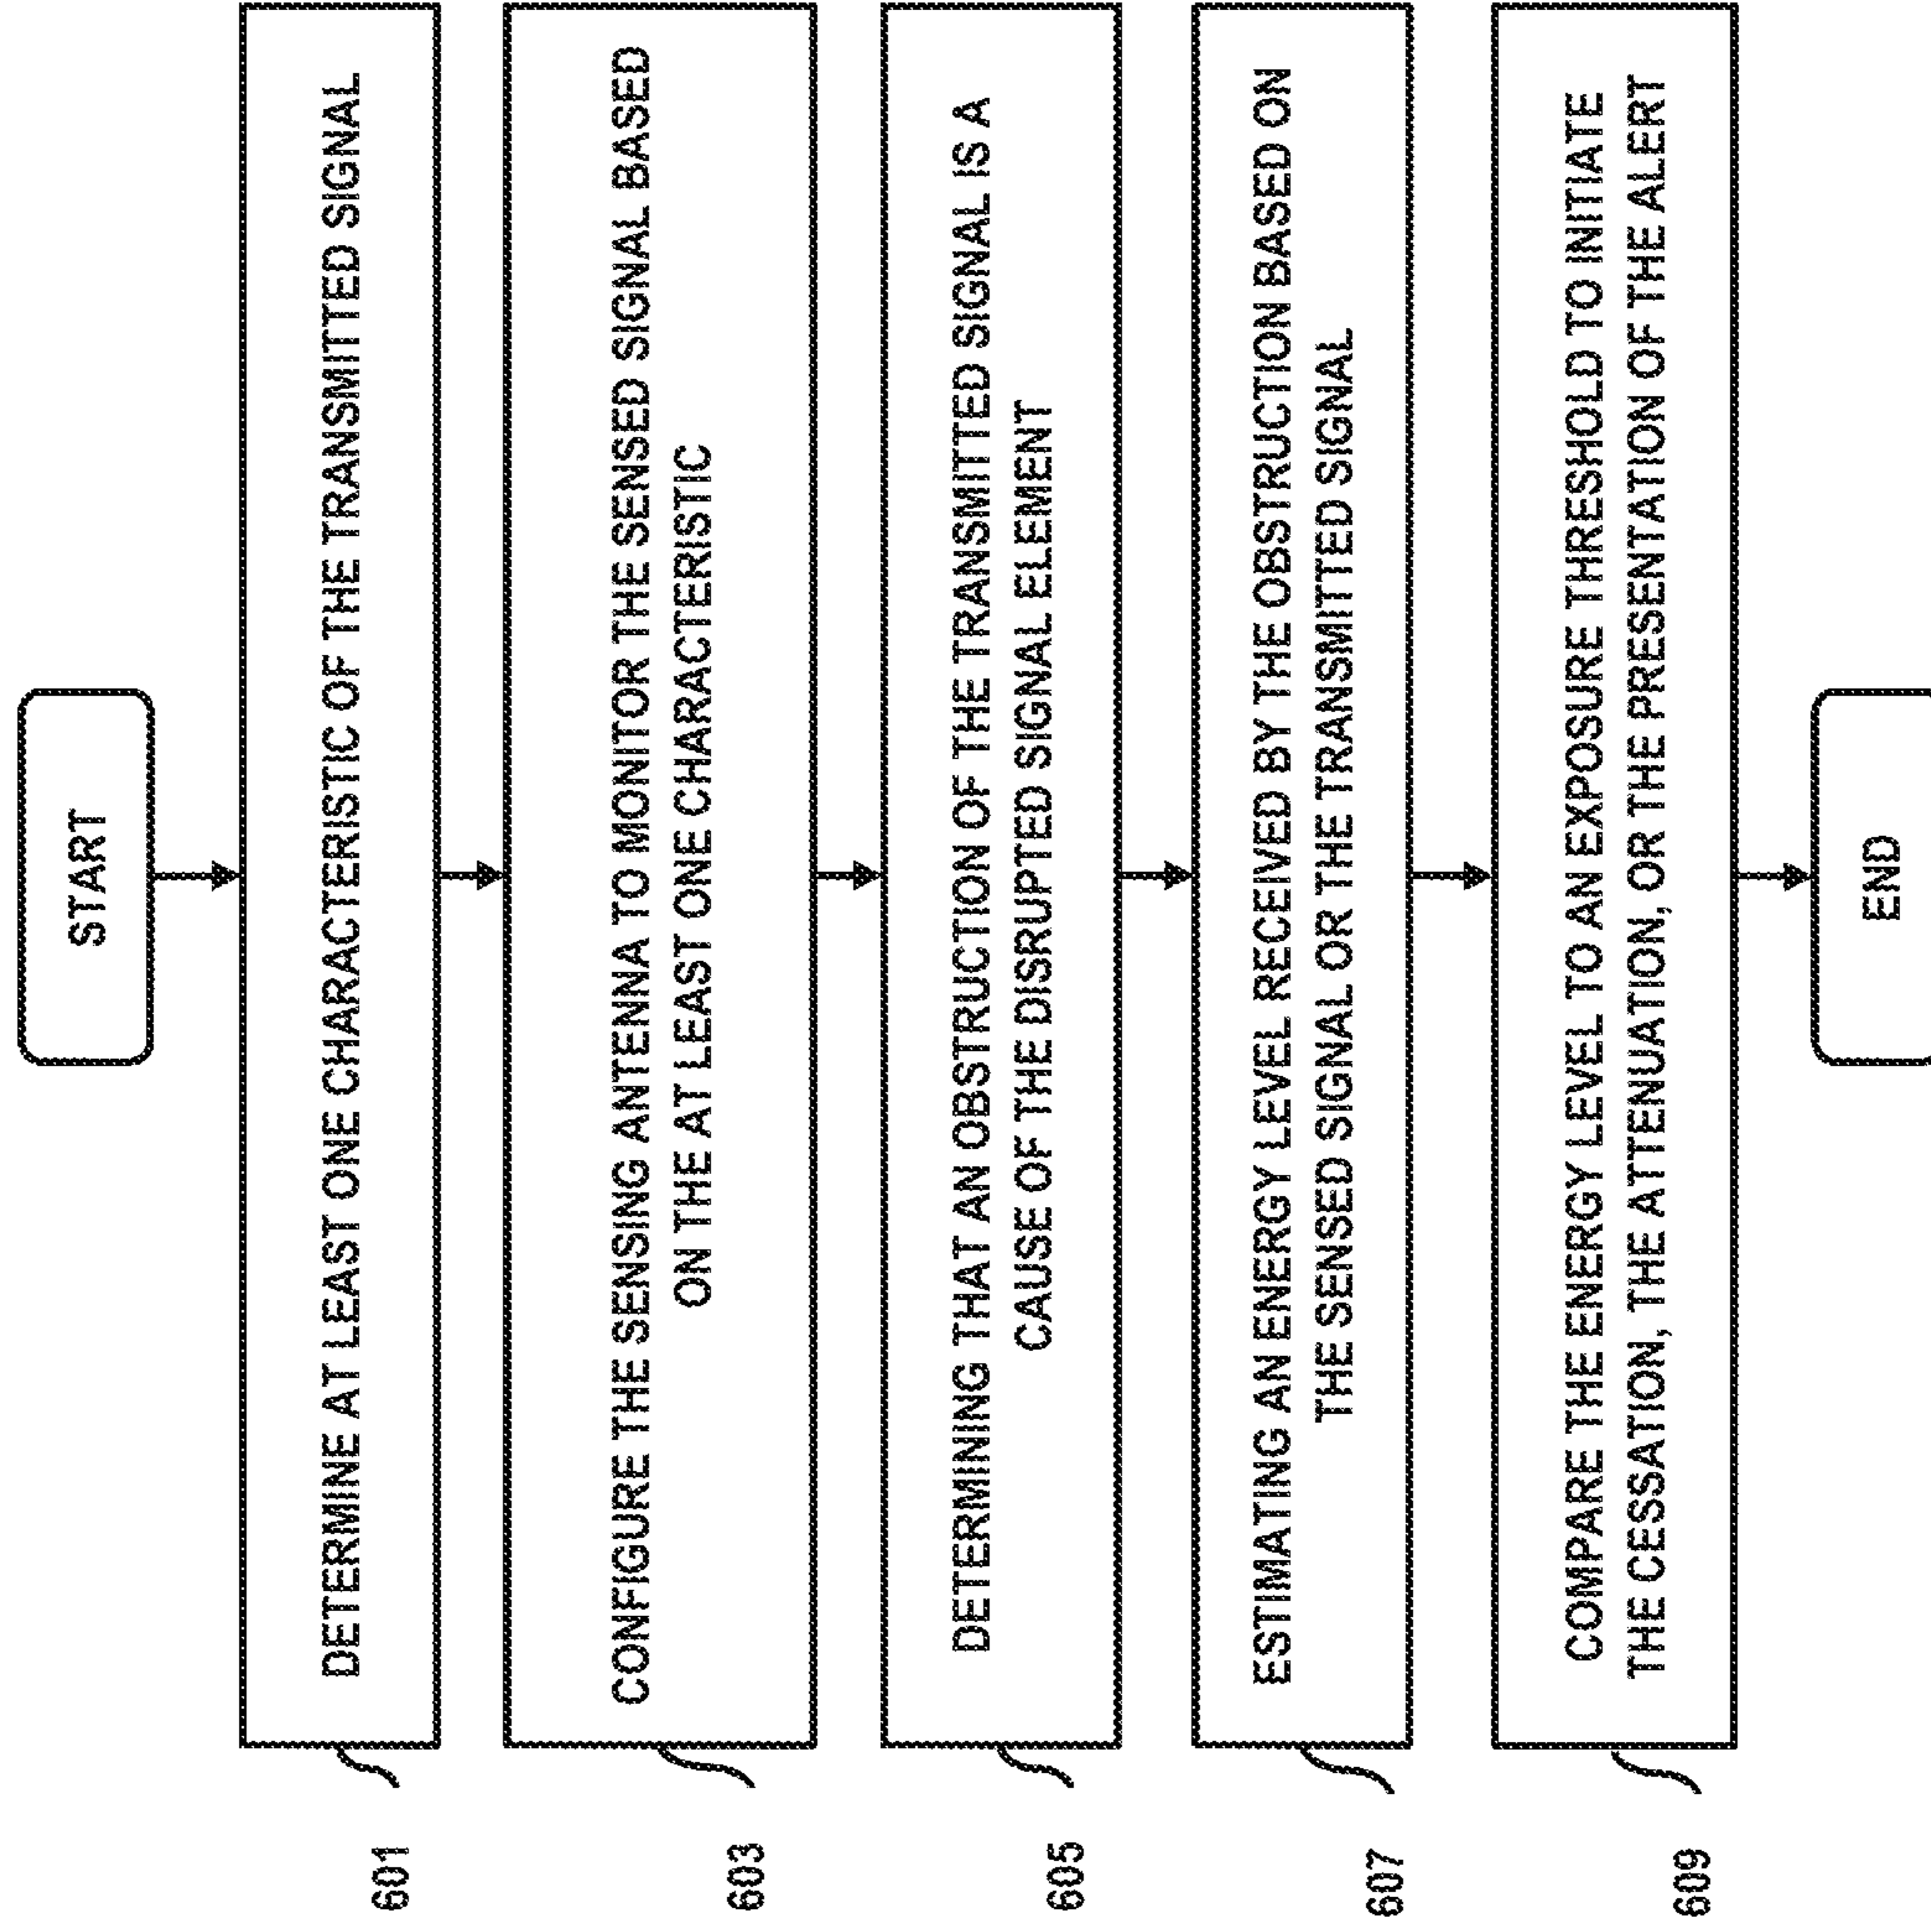 START
601
DETERMINE AT LEAST ONE CHARACTERISTIC OF THE TRANSMITTED SIGNAL
603
CONFIGURE THE SENSING ANTENNA TO MONITOR THE SENSED SIGNAL BASED
ON THE AT LEAST ONE CHARACTERISTIC
605
DETERMINING THAT AN OBSTRUCTION OF THE TRANSMITTED SIGNAL IS A
CAUSE OF THE DISRUPTED SIGNAL ELEMENT
607
ESTIMATING AN ENERGY LEVEL RECEIVED BY THE OBSTRUCTION BASED ON
THE SENSED SIGNAL OR THE TRANSMITTED SIGNAL
609
COMPARE THE ENERGY LEVEL TO AN EXPOSURE THRESHOLD TO INITIATE
THE CESSATION, THE ATTENUATION, OR THE PRESENTATION OF THE ALERT
END